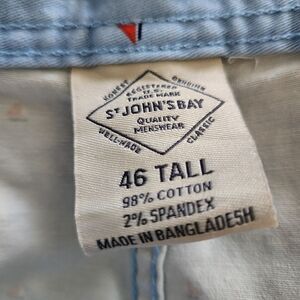 HONEST GENUINE
REGISTERED
U.S.
TRADE MARK
ST JOHN'S BAY
QUALITY
MENSWEAR
WELL-MADE CLASSIC
46 TALL
98% COTTON
2% SPANDEX
MADE IN BANGLADESH